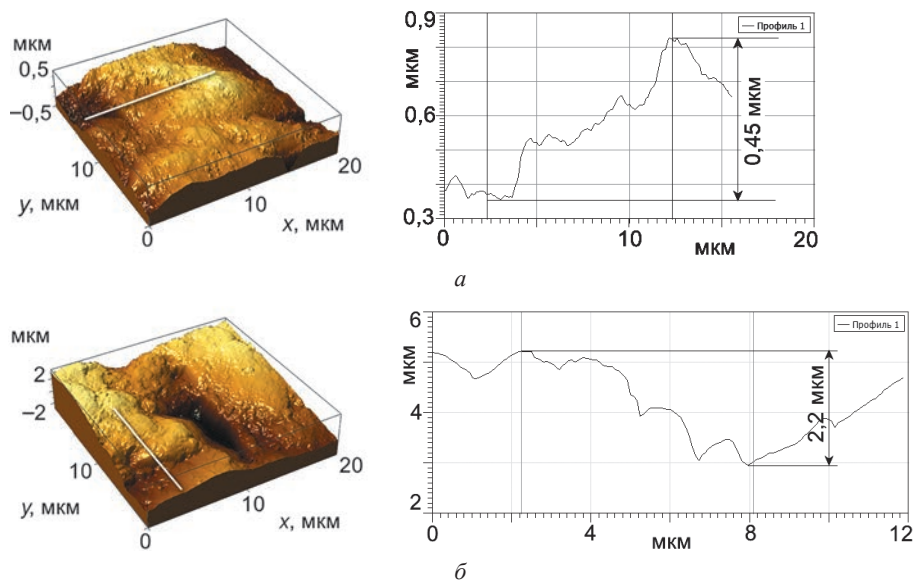 мкм
0,5
–0,5
10
y, мкм
0
10
x, мкм
20
0,9
мкм
0,6
0,3
Профиль 1
0,45 мкм
0
10
мкм
20
а
мкм
2
–2
10
y, мкм
0
10
x, мкм
20
6
мкм
4
2
Профиль 1
2,2 мкм
0
4
мкм
8
12
б